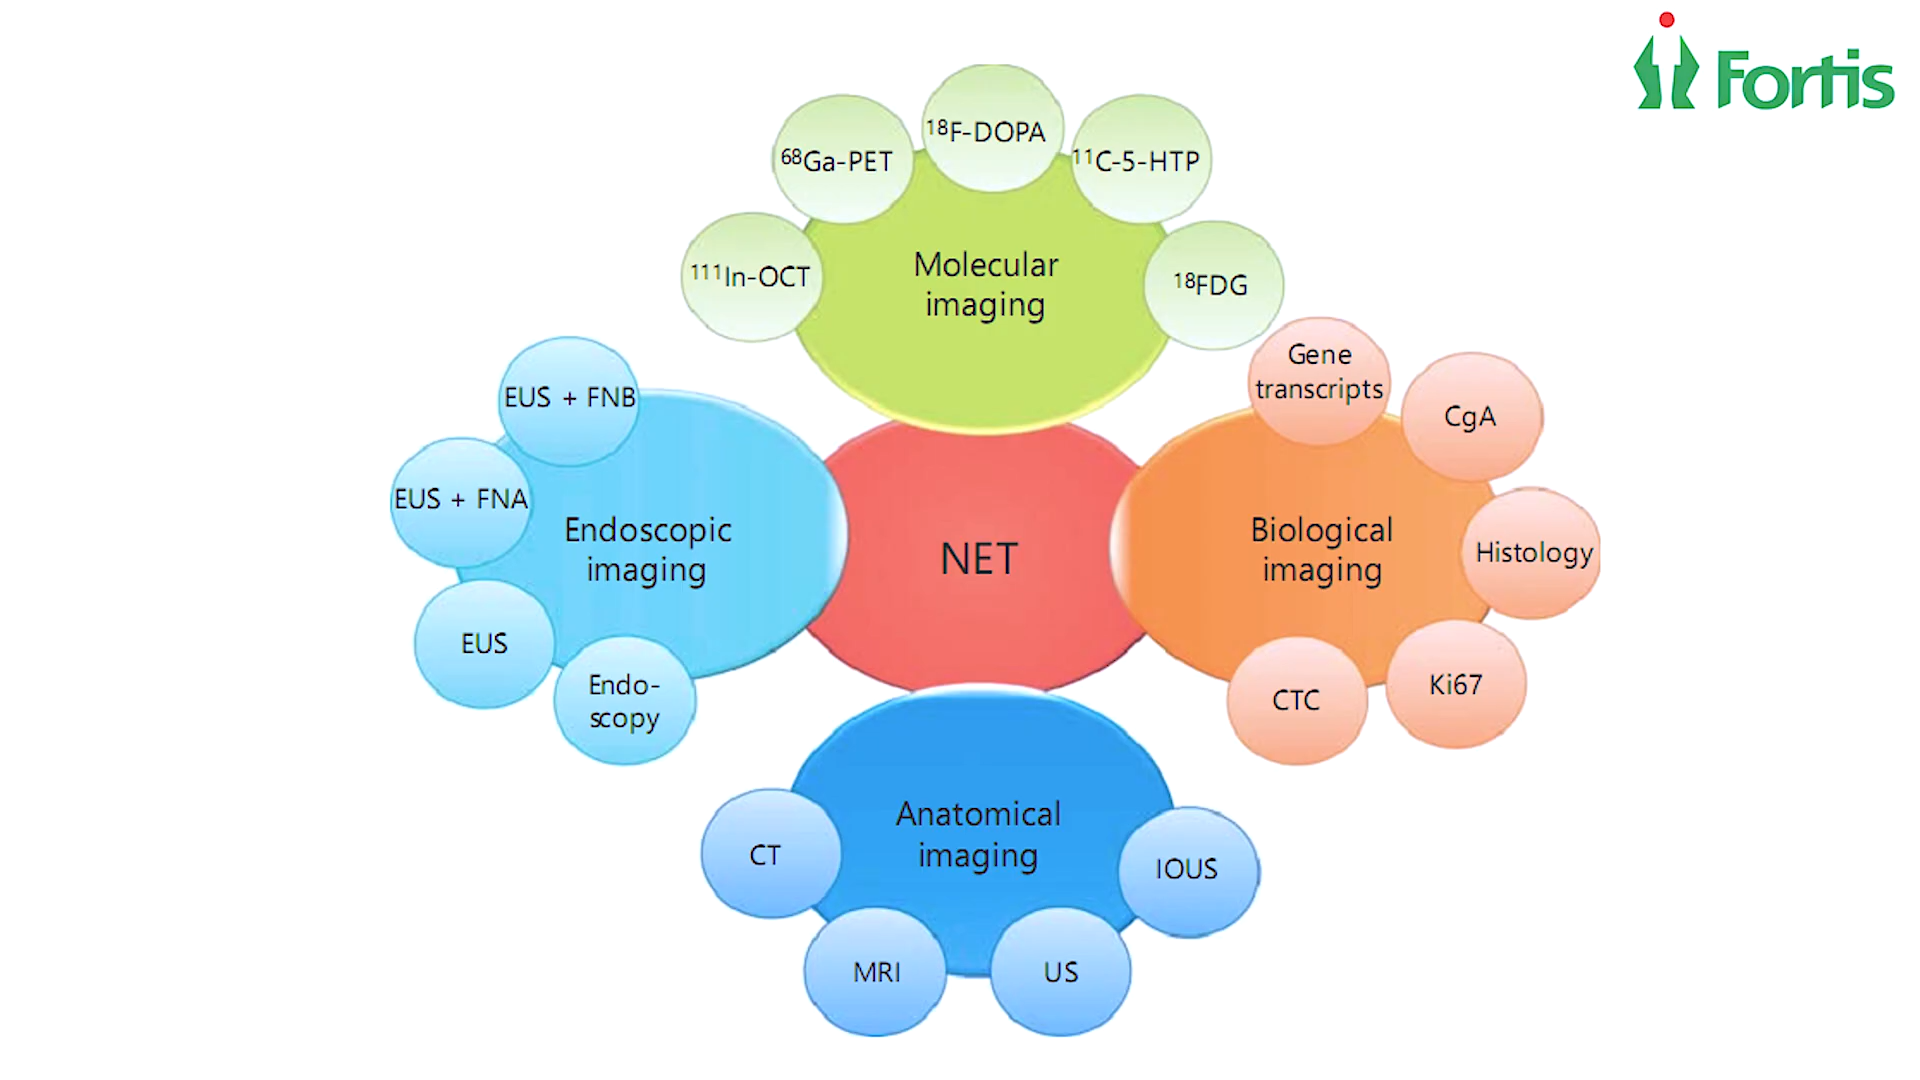 Fortis
¹⁸F-DOPA
⁶⁸Ga-PET
¹¹C-5-HTP
¹¹¹In-OCT
Molecular
imaging
¹⁸FDG
Gene
transcripts
CgA
Histology
Biological
imaging
Ki67
CTC
NET
EUS + FNB
EUS + FNA
Endoscopic
imaging
EUS
Endo-
scopy
Anatomical
imaging
CT
MRI
US
IOUS